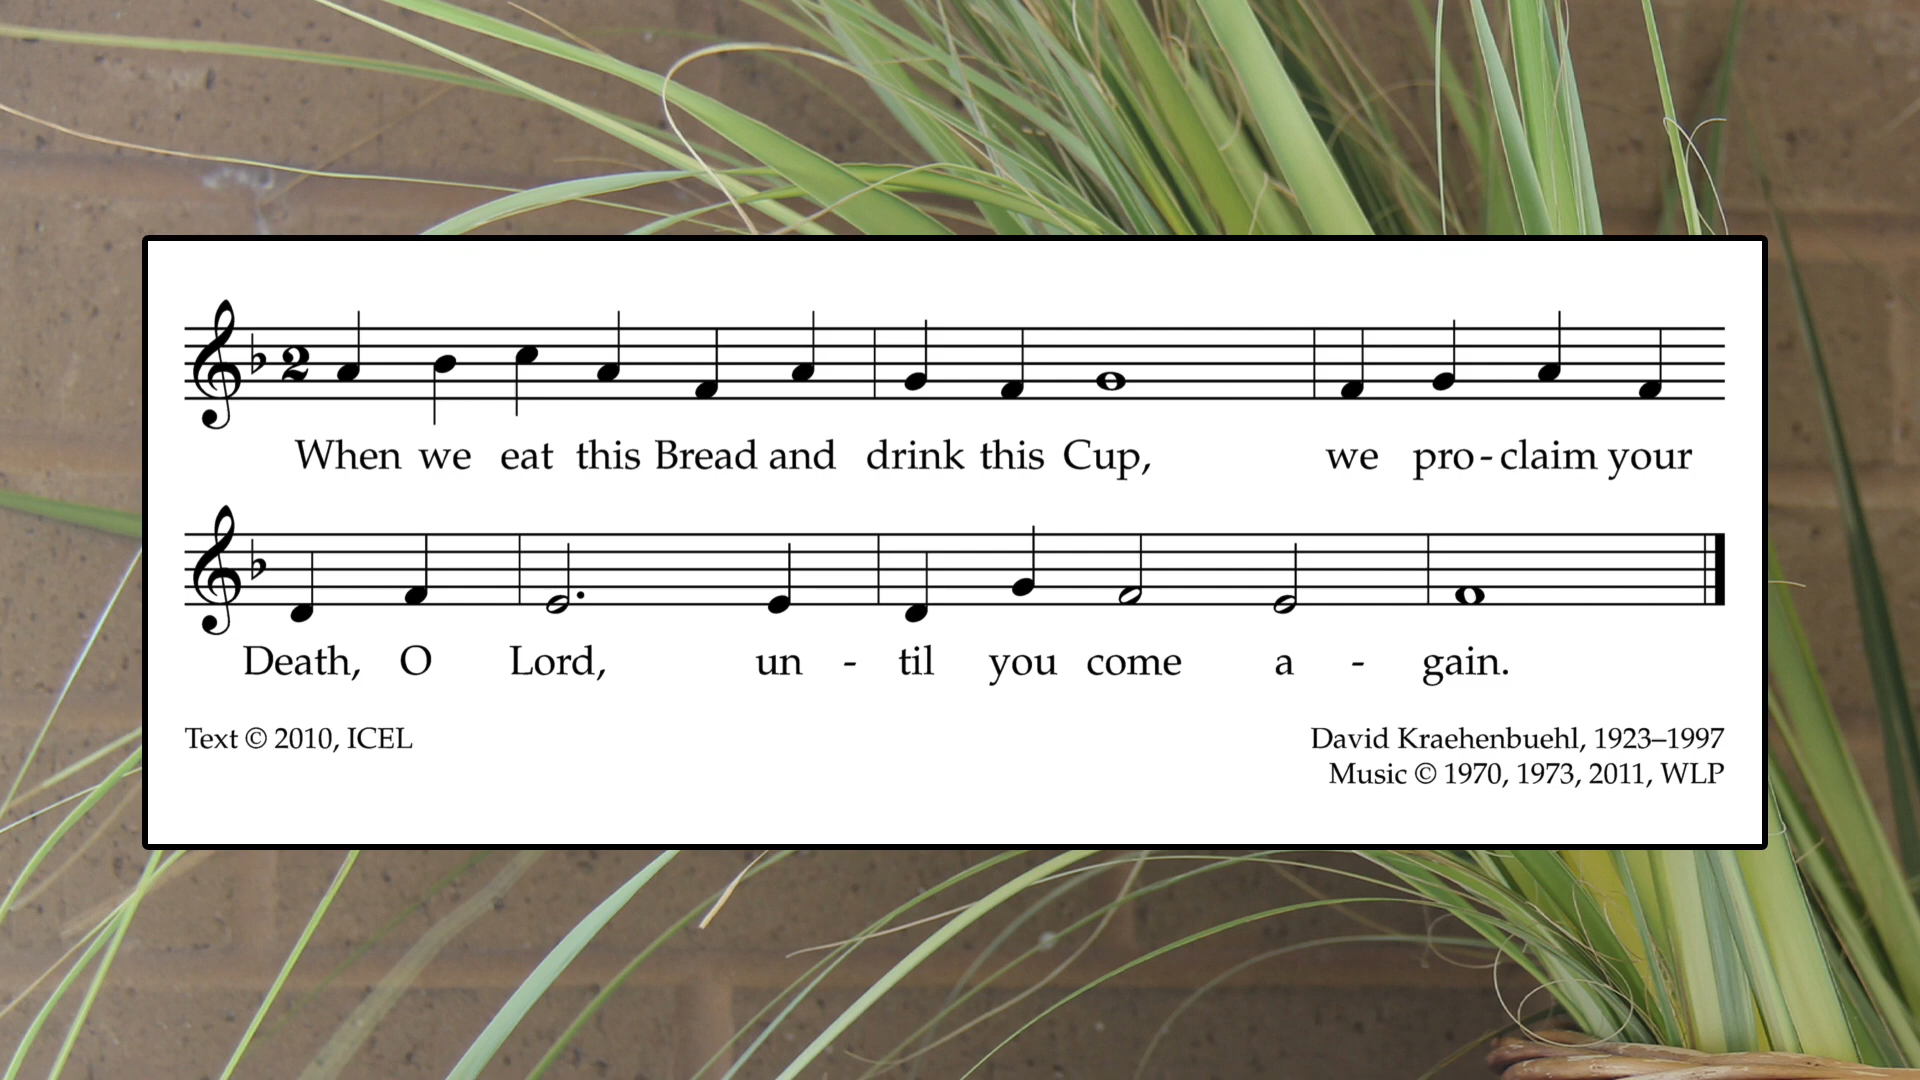 When we eat this Bread and drink this Cup, we pro - claim your
Death, O Lord, un - til you come a - gain.
Text © 2010, ICEL
David Kraehenbuehl, 1923–1997
Music © 1970, 1973, 2011, WLP